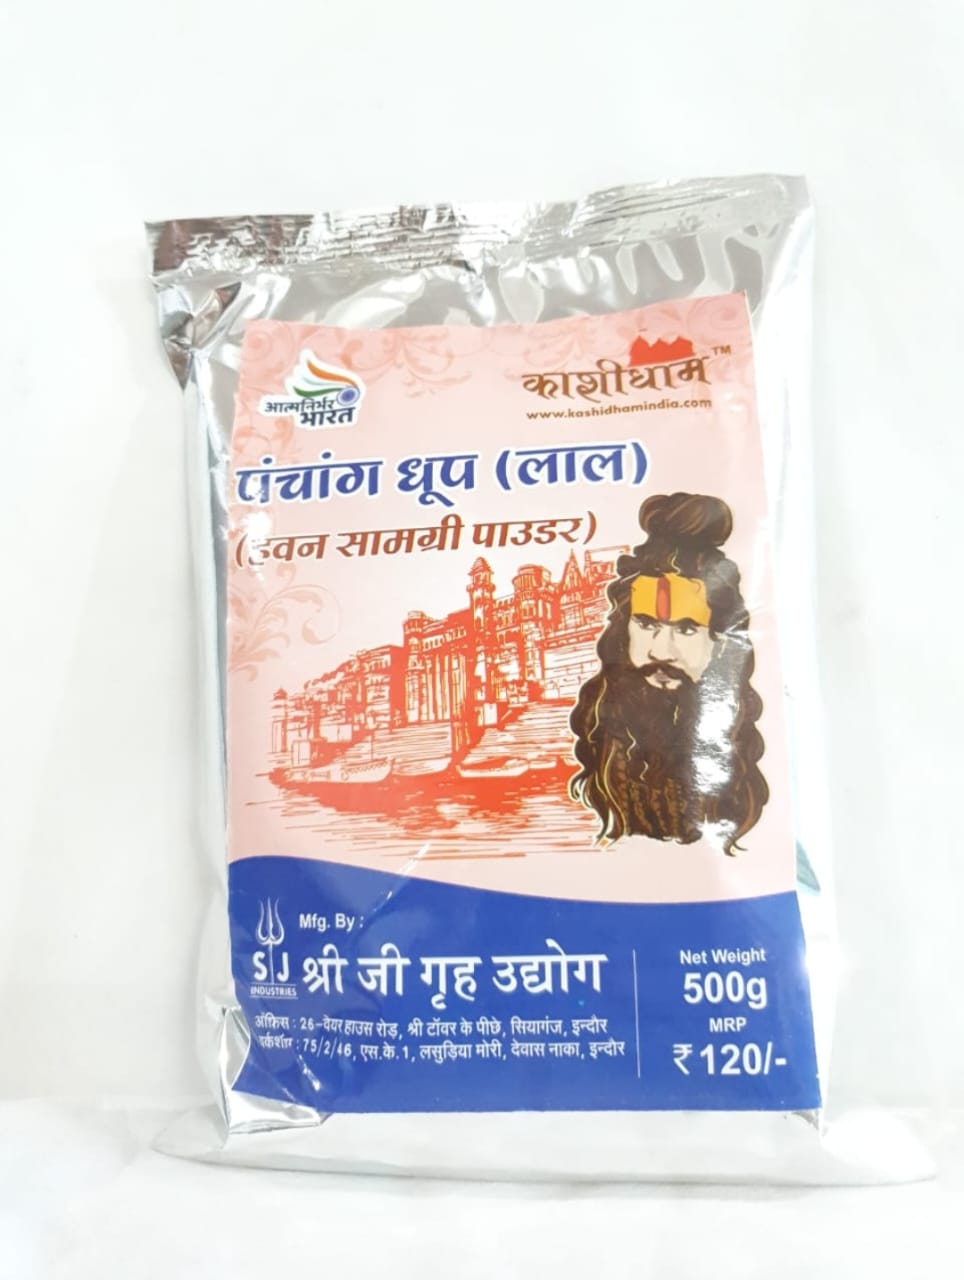 आत्मनिर्भर
भारत
काशीधाम TM
www.kashidhamindia.com
पंचांग धूप (लाल)
(हवन सामग्री पाउडर)
Mfg. By :
SJ
INDUSTRIES
श्री जी गृह उद्योग
ऑफिस : 26-वेयर हाउस रोड़, श्री टॉवर के पीछे, सियागंज, इन्दौर
वर्कशॉप : 75/2/46, एस.के. 1, लसुड़िया मोरी, देवास नाका, इन्दौर
Net Weight
500g
MRP
₹ 120/-